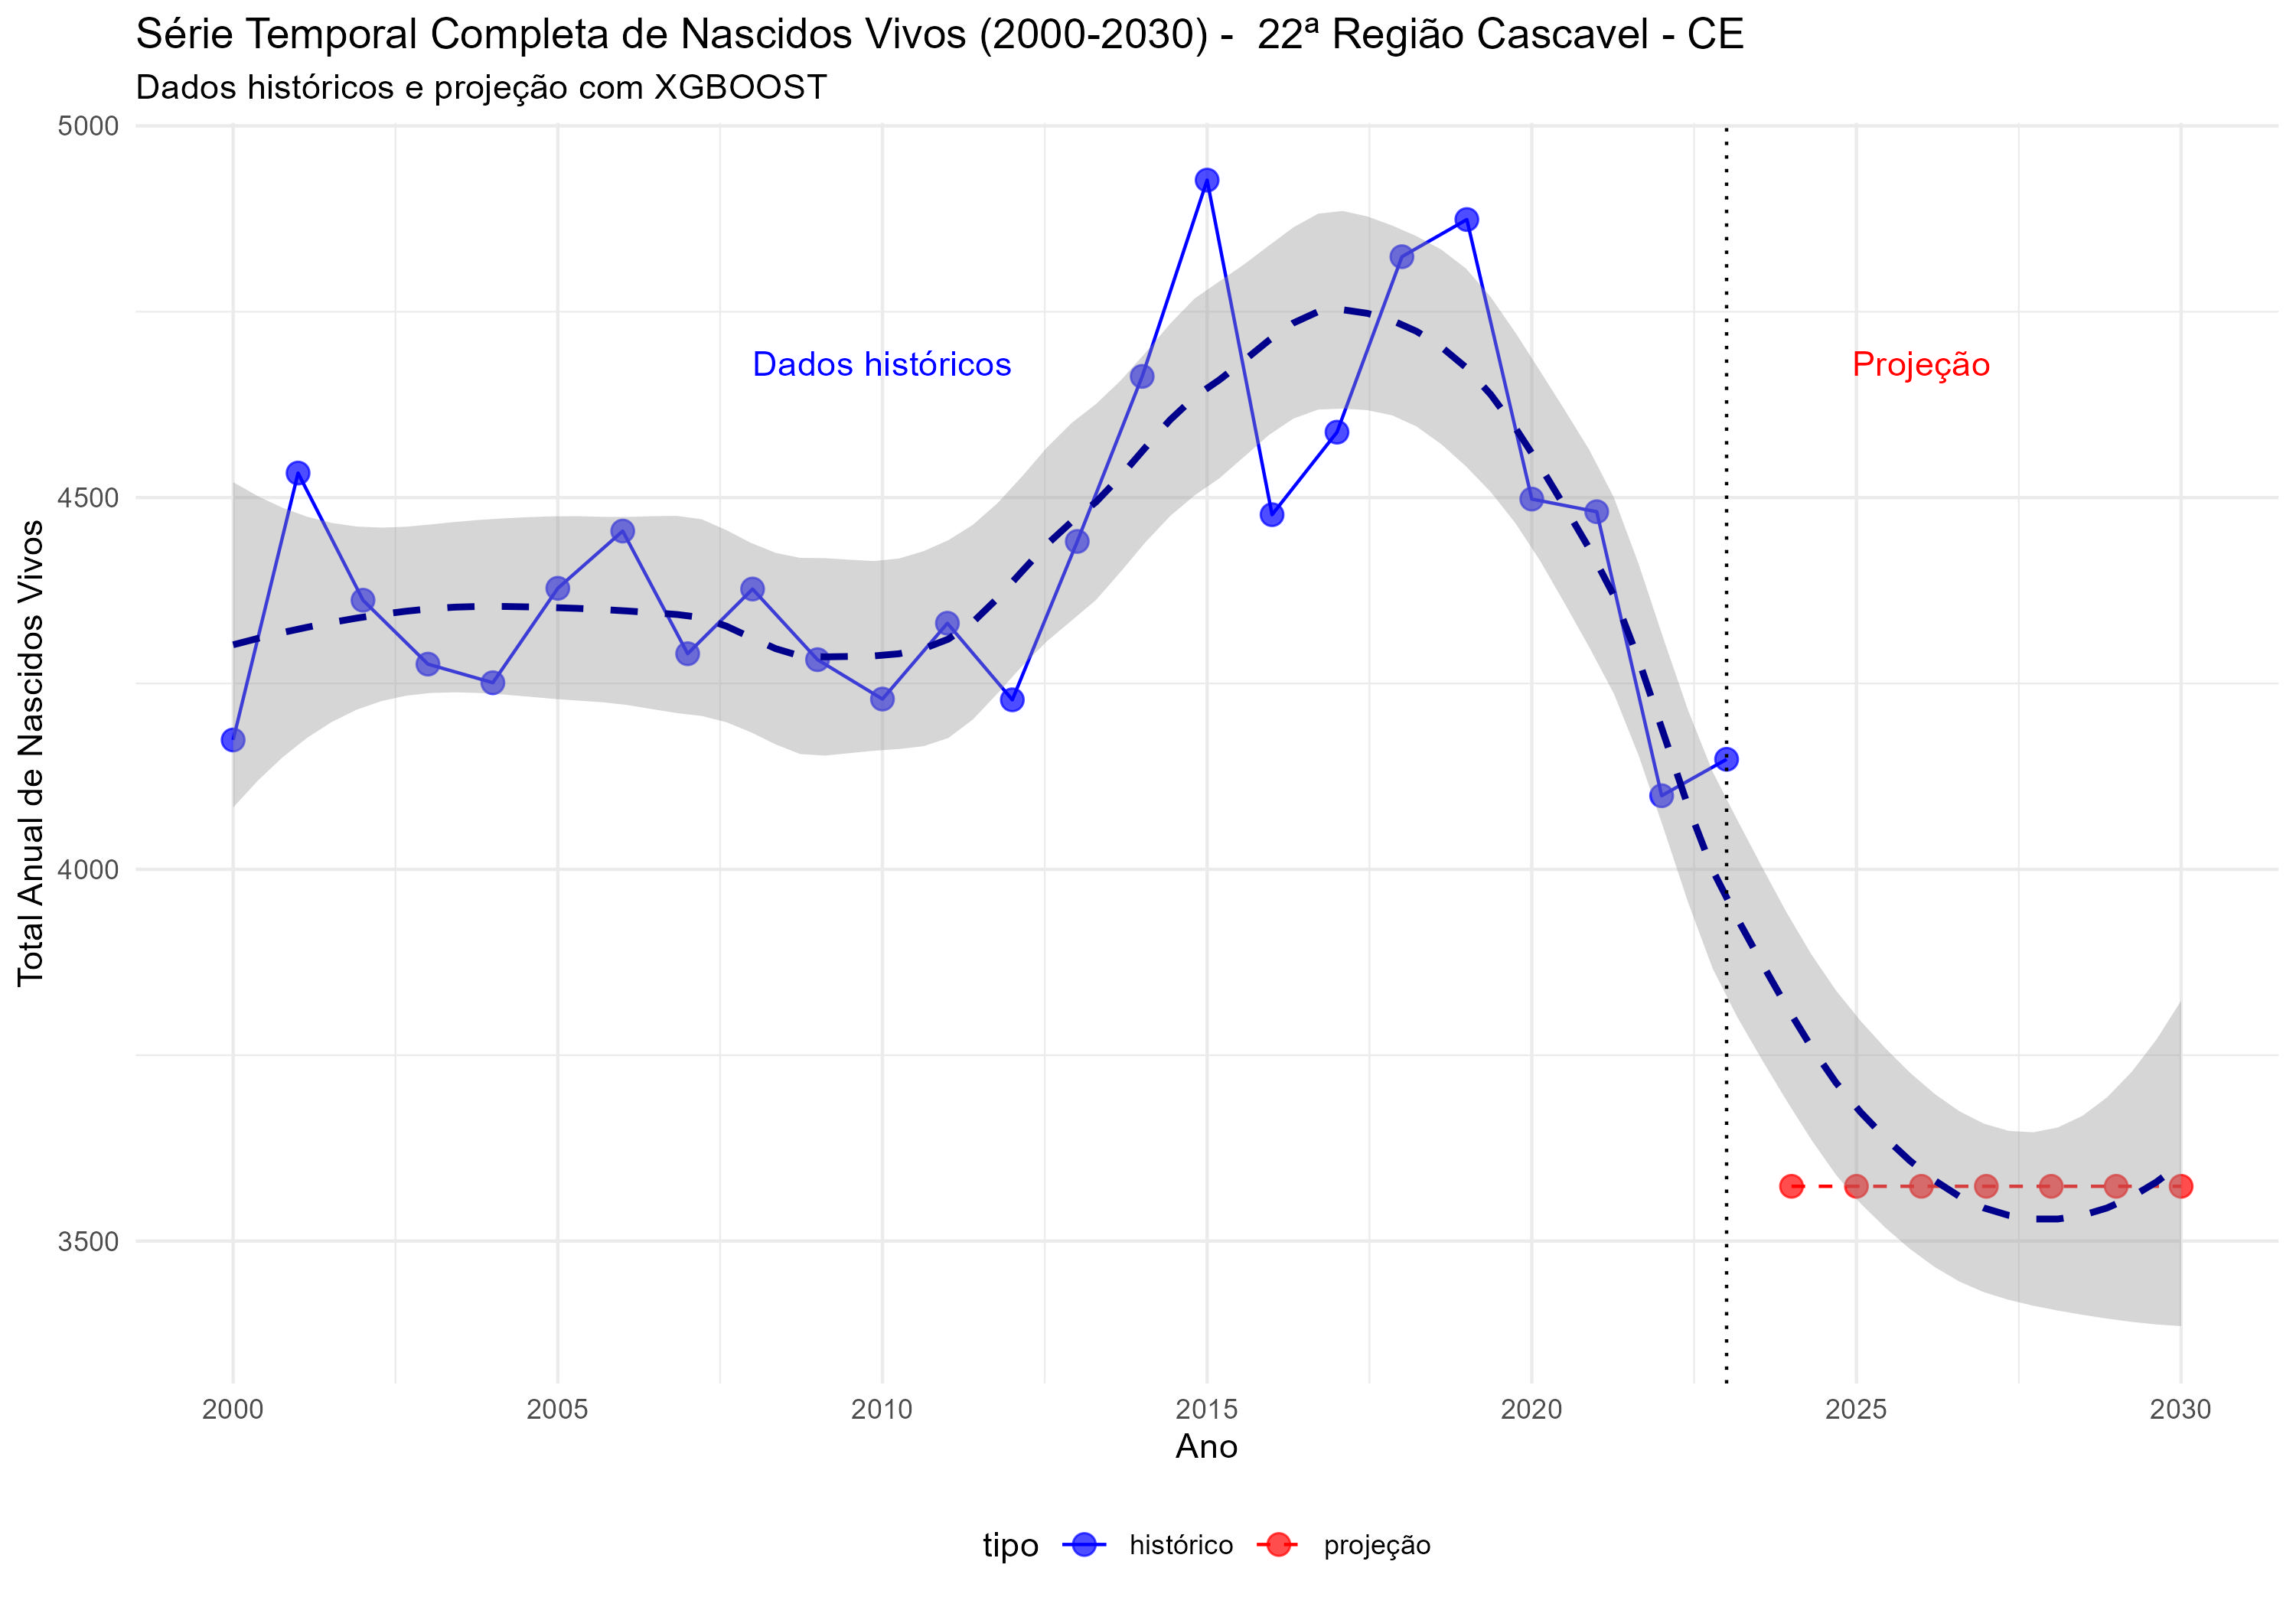 Série Temporal Completa de Nascidos Vivos (2000-2030) -  22ª Região Cascavel - CE
Dados históricos e projeção com XGBOOST
Total Anual de Nascidos Vivos
5000
4500
4000
3500
Dados históricos
Projeção
2000
2005
2010
2015
2020
2025
2030
Ano
tipo
histórico
projeção